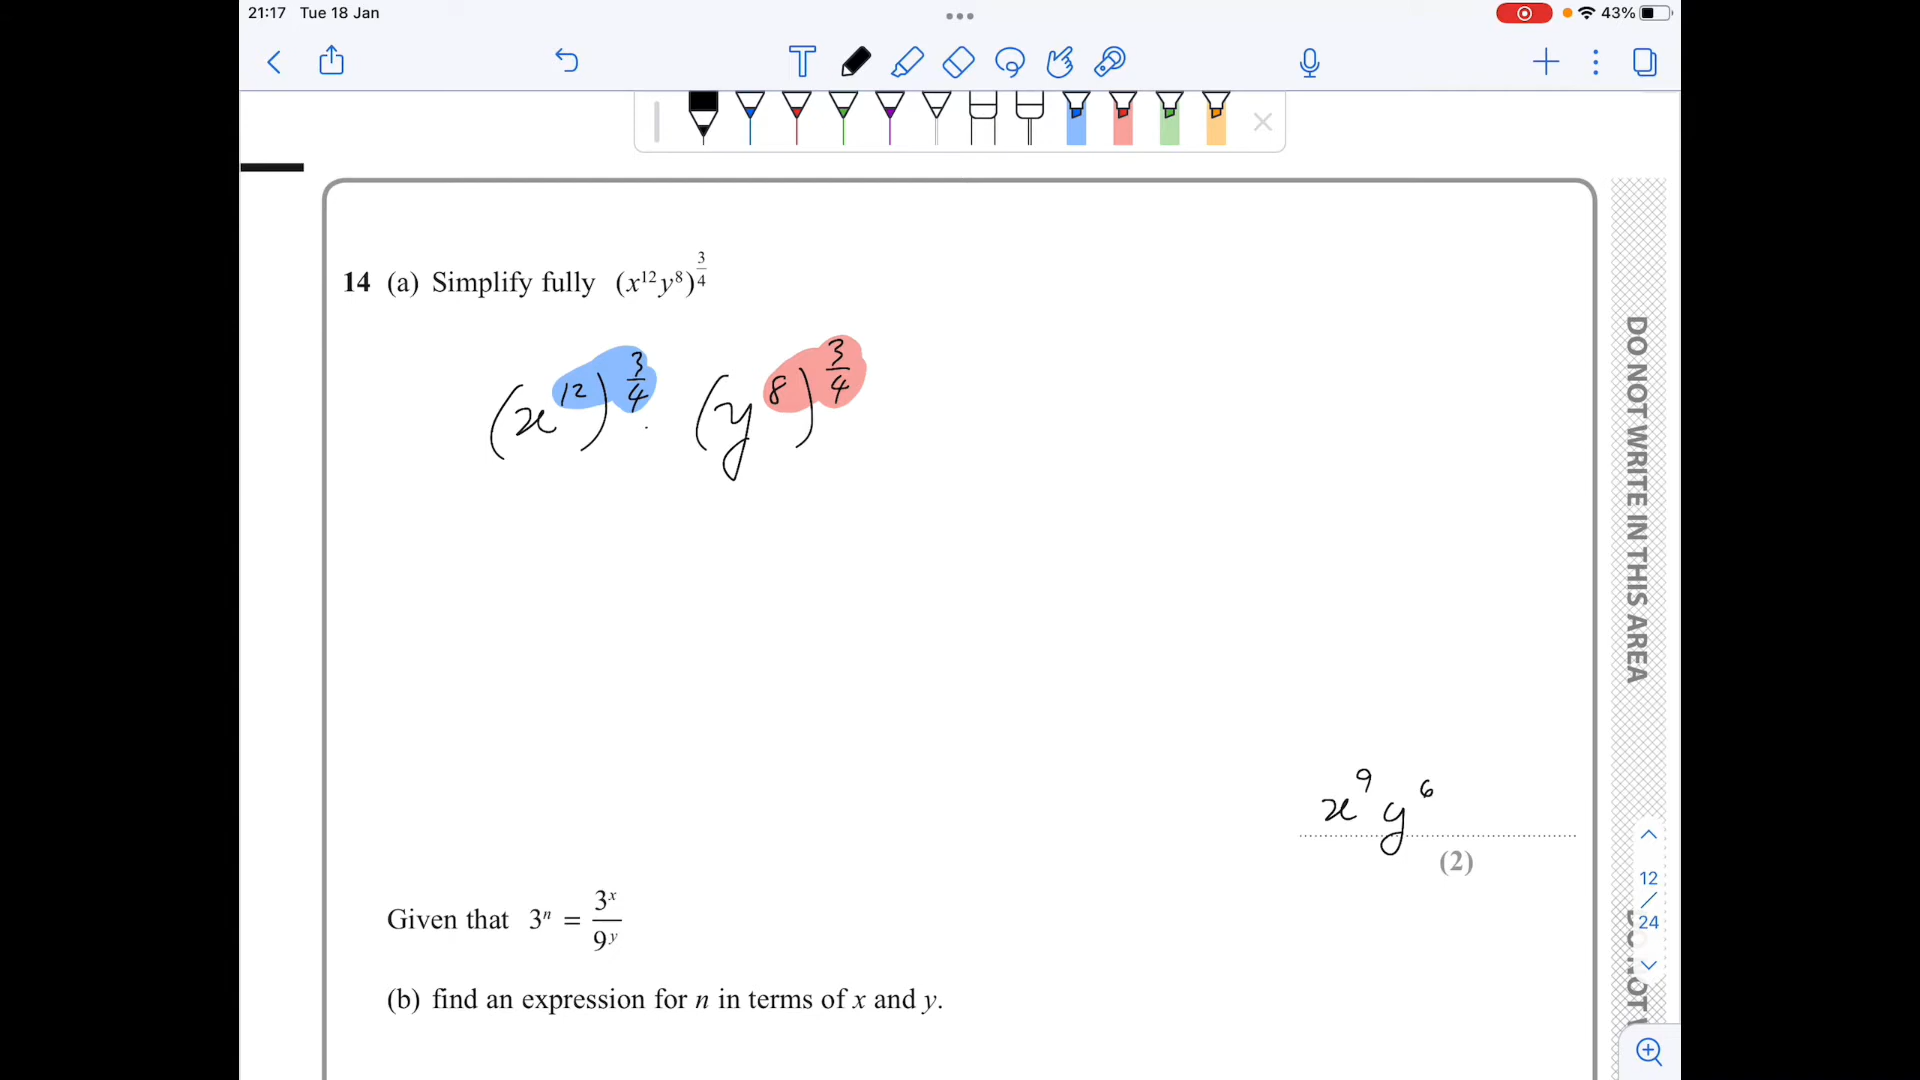 21:17 Tue 18 Jan
43%
14 (a) Simplify fully (x¹²y⁸)^(3/4)
(x¹²)^(3/4) · (y⁸)^(3/4)
x⁹ y⁶
(2)
Given that 3ⁿ = 3ˣ/9ʸ
(b) find an expression for n in terms of x and y.
DO NOT WRITE IN THIS AREA
12
/
24